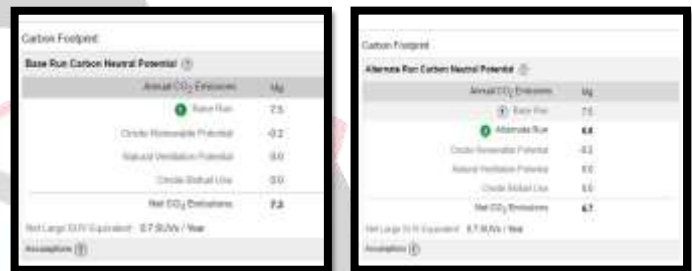 Carbon Footprint
Base Run Carbon Neutral Potential ?
Annual CO2 Emissions Mg
1 Base Run 7.5
Onsite Renewable Potential -0.2
Natural Ventilation Potential 0.0
Onsite Biofuel Use 0.0
Net CO2 Emissions 7.3
Net Large SUV Equivalent: 0.7 SUVs / Year
Assumptions
Carbon Footprint
Alternate Run Carbon Neutral Potential ?
Annual CO2 Emissions Mg
Base Run 7.5
Alternate Run
Onsite Renewable Potential
Natural Ventilation Potential 0.0
Onsite Biofuel Use 0.0
Net CO2 Emissions 6.7
Net Large SUV Equivalent: 0.7 SUVs / Year
Assumptions